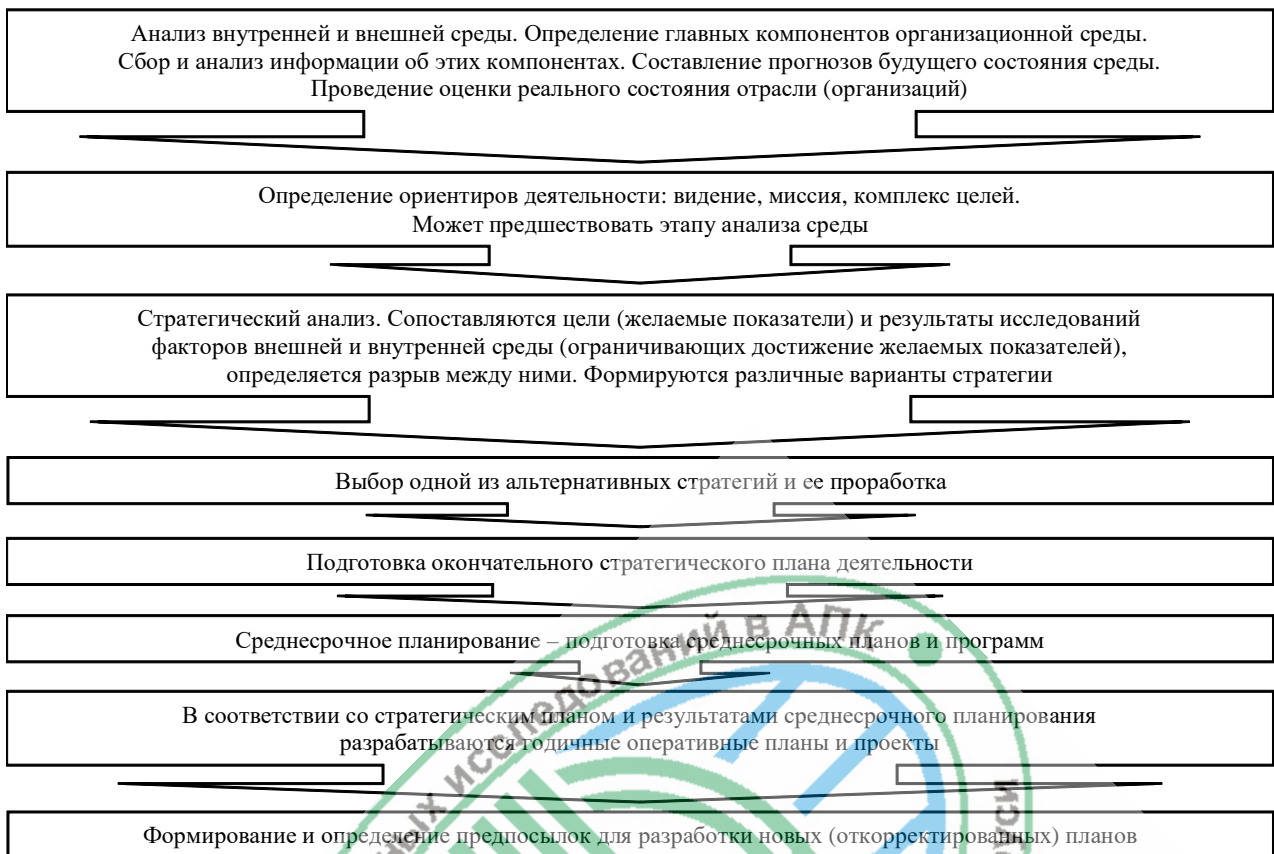 Анализ внутренней и внешней среды. Определение главных компонентов организационной среды.
Сбор и анализ информации об этих компонентах. Составление прогнозов будущего состояния среды.
Проведение оценки реального состояния отрасли (организаций)
Определение ориентиров деятельности: видение, миссия, комплекс целей.
Может предшествовать этапу анализа среды
Стратегический анализ. Сопоставляются цели (желаемые показатели) и результаты исследований
факторов внешней и внутренней среды (ограничивающих достижение желаемых показателей),
определяется разрыв между ними. Формируются различные варианты стратегии
Выбор одной из альтернативных стратегий и ее проработка
Подготовка окончательного стратегического плана деятельности
Среднесрочное планирование – подготовка среднесрочных планов и программ
В соответствии со стратегическим планом и результатами среднесрочного планирования
разрабатываются годичные оперативные планы и проекты
Формирование и определение предпосылок для разработки новых (откорректированных) планов
исследований в АПК